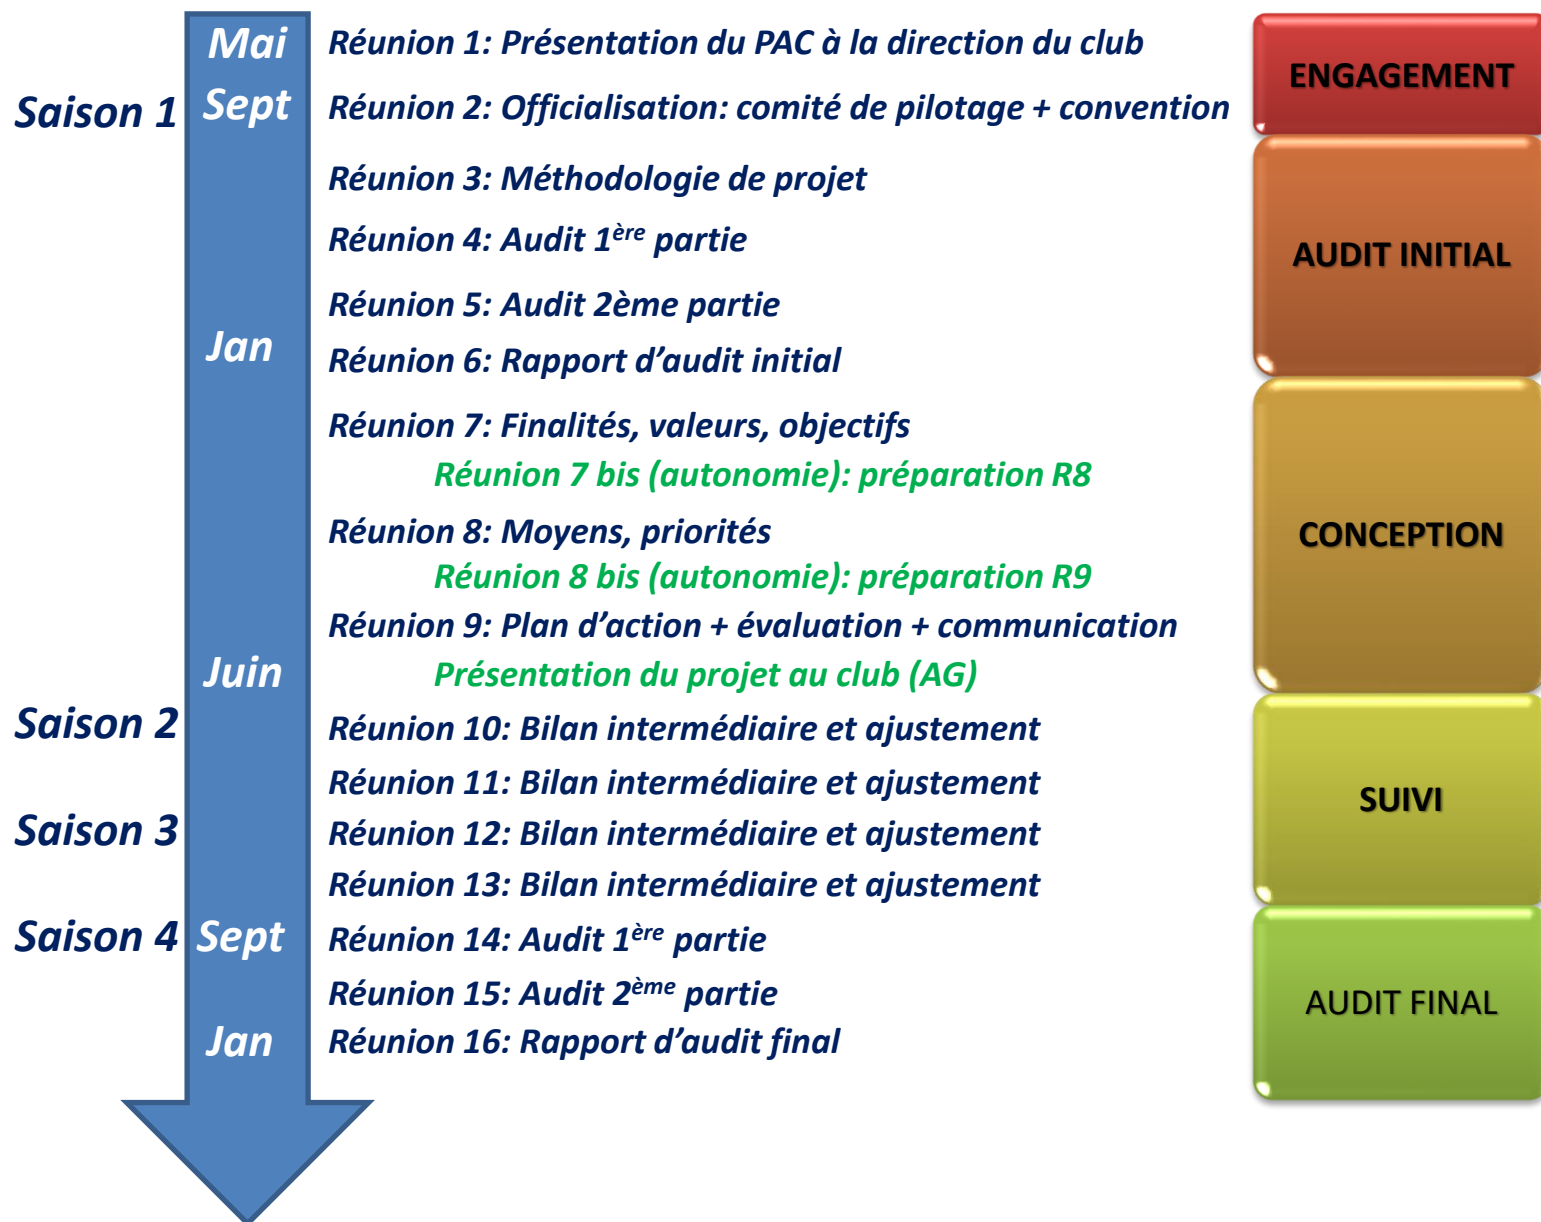 Mai
Réunion 1: Présentation du PAC à la direction du club
ENGAGEMENT
Saison 1
Sept
Réunion 2: Officialisation: comité de pilotage + convention
Réunion 3: Méthodologie de projet
Réunion 4: Audit 1ère partie
AUDIT INITIAL
Réunion 5: Audit 2ème partie
Jan
Réunion 6: Rapport d’audit initial
Réunion 7: Finalités, valeurs, objectifs
Réunion 7 bis (autonomie): préparation R8
Réunion 8: Moyens, priorités
CONCEPTION
Réunion 8 bis (autonomie): préparation R9
Réunion 9: Plan d’action + évaluation + communication
Juin
Présentation du projet au club (AG)
Saison 2
Réunion 10: Bilan intermédiaire et ajustement
Réunion 11: Bilan intermédiaire et ajustement
SUIVI
Saison 3
Réunion 12: Bilan intermédiaire et ajustement
Réunion 13: Bilan intermédiaire et ajustement
Saison 4
Sept
Réunion 14: Audit 1ère partie
Réunion 15: Audit 2ème partie
AUDIT FINAL
Jan
Réunion 16: Rapport d’audit final